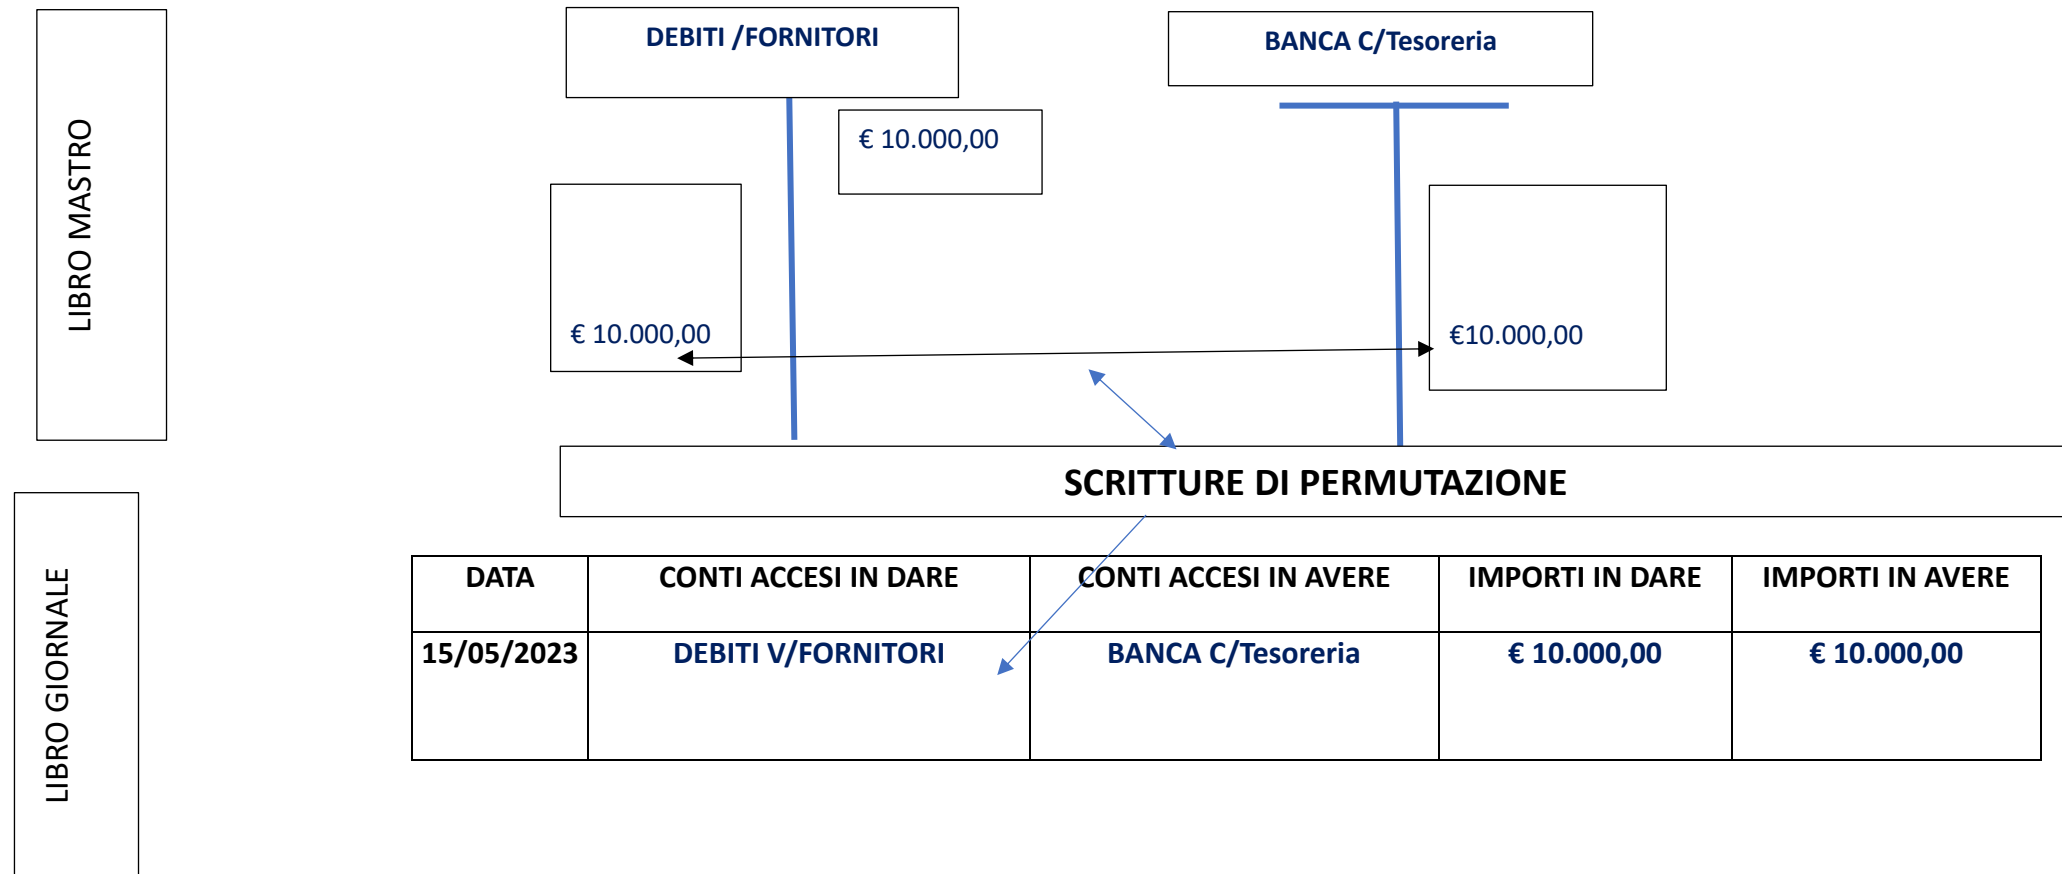 LIBRO MASTRO
DEBITI /FORNITORI
BANCA C/Tesoreria
€ 10.000,00
€ 10.000,00
€10.000,00
SCRITTURE DI PERMUTAZIONE
LIBRO GIORNALE
DATA CONTI ACCESI IN DARE CONTI ACCESI IN AVERE IMPORTI IN DARE IMPORTI IN AVERE
15/05/2023 DEBITI V/FORNITORI BANCA C/Tesoreria € 10.000,00 € 10.000,00